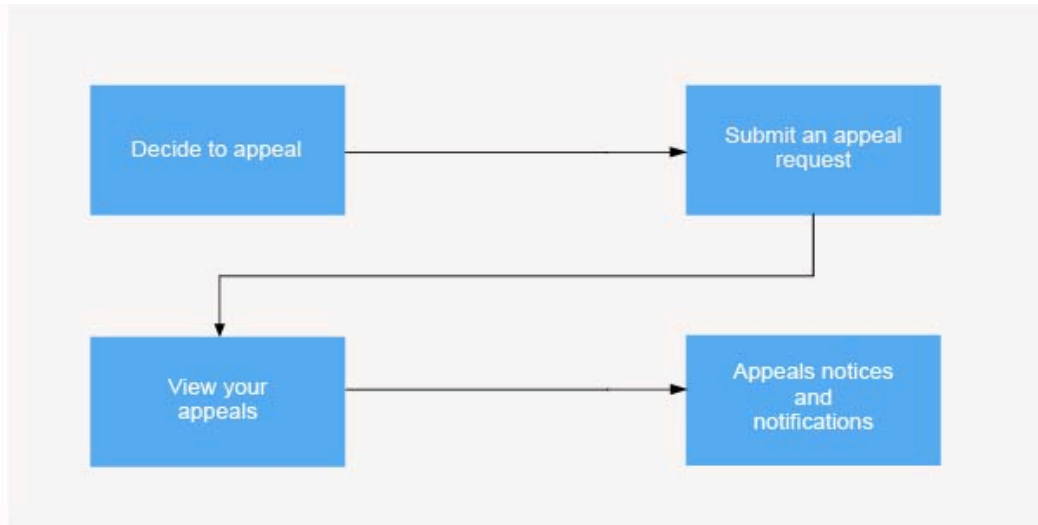 Decide to appeal
Submit an appeal
request
View your
appeals
Appeals notices
and
notifications